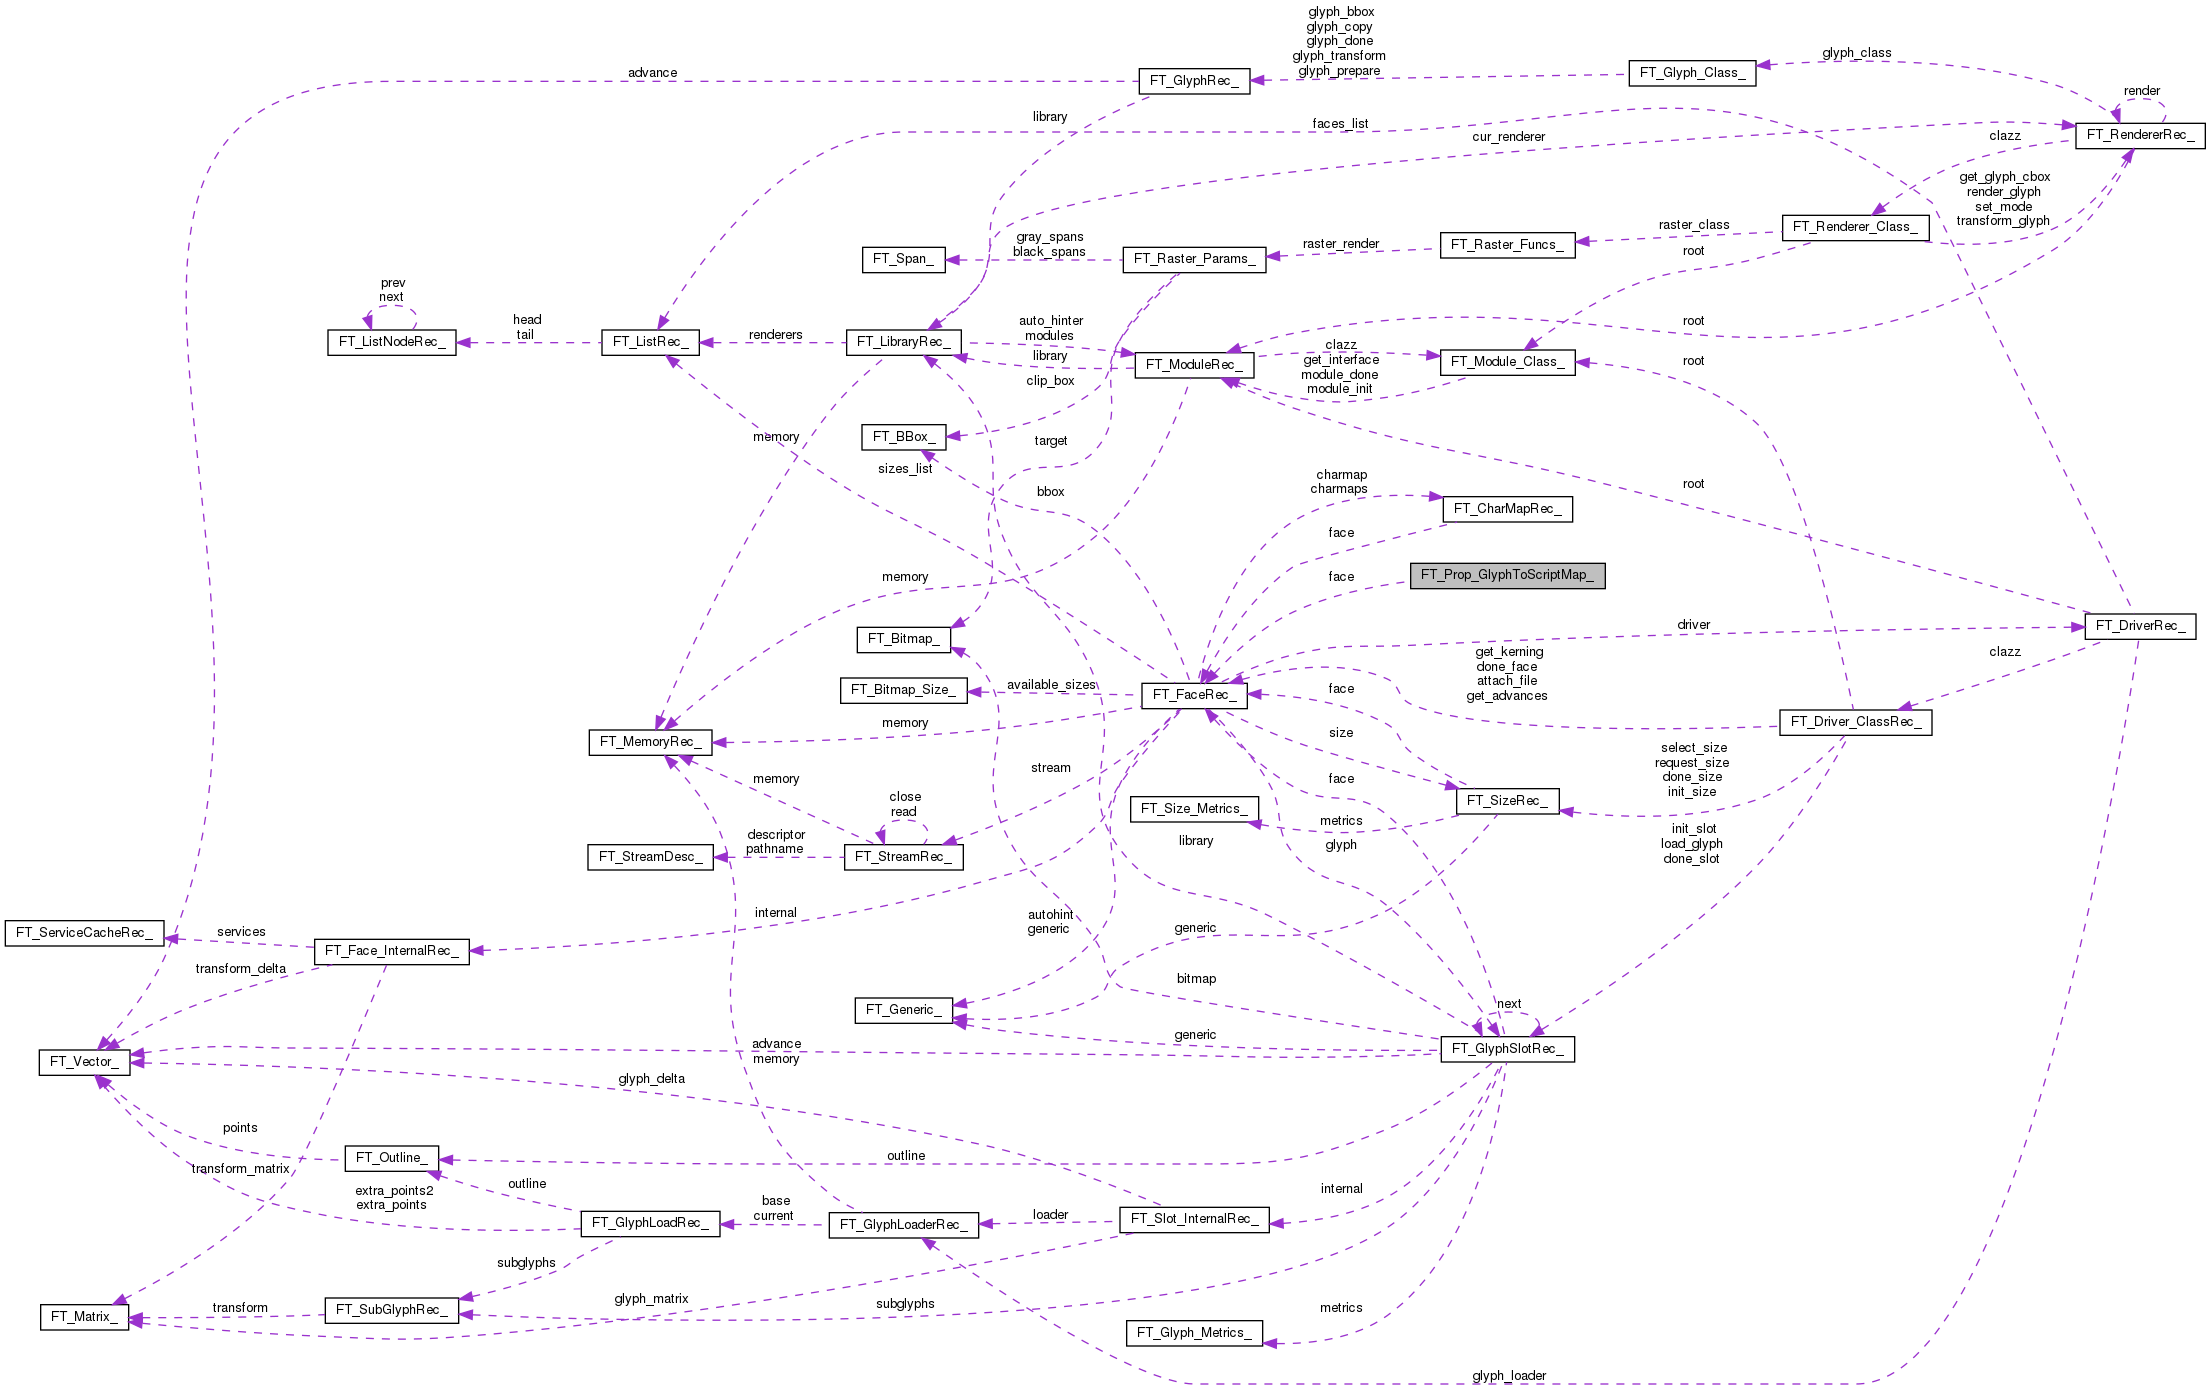 glyph_bbox
glyph_copy
glyph_done
glyph_transform
glyph_prepare
glyph_class
advance
FT_GlyphRec_
FT_Glyph_Class_
render
library
faces_list
cur_renderer
clazz
FT_RendererRec_
get_glyph_cbox
render_glyph
set_mode
transform_glyph
FT_Renderer_Class_
raster_class
gray_spans
black_spans
raster_render
FT_Raster_Funcs_
FT_Span_
FT_Raster_Params_
root
prev
next
head
tail
FT_ListNodeRec_
FT_ListRec_
renderers
FT_LibraryRec_
auto_hinter
modules
library
root
FT_ModuleRec_
clazz
get_interface
module_done
module_init
FT_Module_Class_
root
clip_box
memory
FT_BBox_
target
sizes_list
bbox
charmap
charmaps
root
FT_CharMapRec_
face
memory
face
FT_Prop_GlyphToScriptMap_
FT_Bitmap_
driver
FT_DriverRec_
get_kerning
done_face
attach_file
get_advances
clazz
FT_Bitmap_Size_
available_sizes
FT_FaceRec_
face
FT_Driver_ClassRec_
memory
FT_MemoryRec_
size
select_size
request_size
done_size
init_size
stream
memory
face
close
read
FT_Size_Metrics_
FT_SizeRec_
metrics
descriptor
pathname
FT_StreamDesc_
FT_StreamRec_
library
glyph
init_slot
load_glyph
done_slot
internal
autohint
generic
FT_ServiceCacheRec_
services
FT_Face_InternalRec_
generic
transform_delta
bitmap
FT_Generic_
next
generic
FT_GlyphSlotRec_
FT_Vector_
advance
memory
glyph_delta
points
FT_Outline_
outline
transform_matrix
outline
extra_points2
extra_points
base
current
internal
FT_GlyphLoadRec_
FT_GlyphLoaderRec_
loader
FT_Slot_InternalRec_
subglyphs
glyph_matrix
subglyphs
FT_Matrix_
transform
FT_SubGlyphRec_
metrics
FT_Glyph_Metrics_
glyph_loader